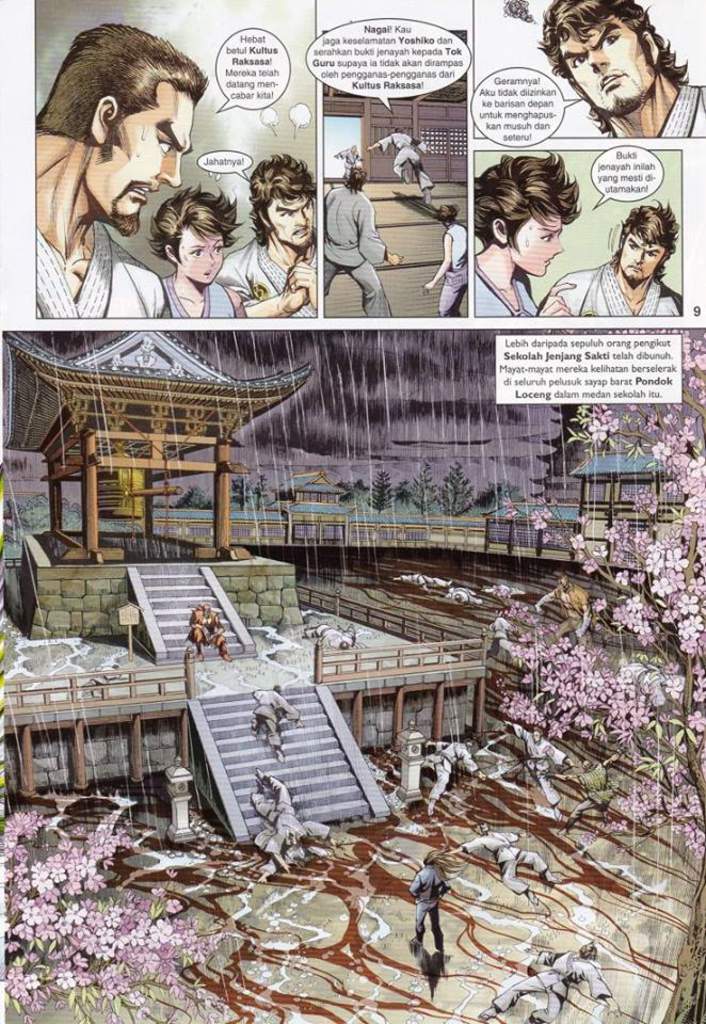 Hebat
betul Kultus
Raksasa!
Mereka telah
datang men-
cabar kita!
Jahatnya!
Nagai! Kau
jaga keselamatan Yoshiko dan
serahkan bukti jenayah kepada Tok
Guru supaya ia tidak akan dirampas
oleh pengganas-pengganas dari
Kultus Raksasa!
Geramnya!
Aku tidak diizinkan
ke barisan depan
untuk menghapus-
kan musuh dan
seteru!
Bukti
jenayah inilah
yang mesti di-
utamakan!
9
Lebih daripada sepuluh orang pengikut
Sekolah Jenjang Sakti telah dibunuh.
Mayat-mayat mereka kelihatan berselerak
di seluruh pelusuk sayap barat Pondok
Loceng dalam medan sekolah itu.